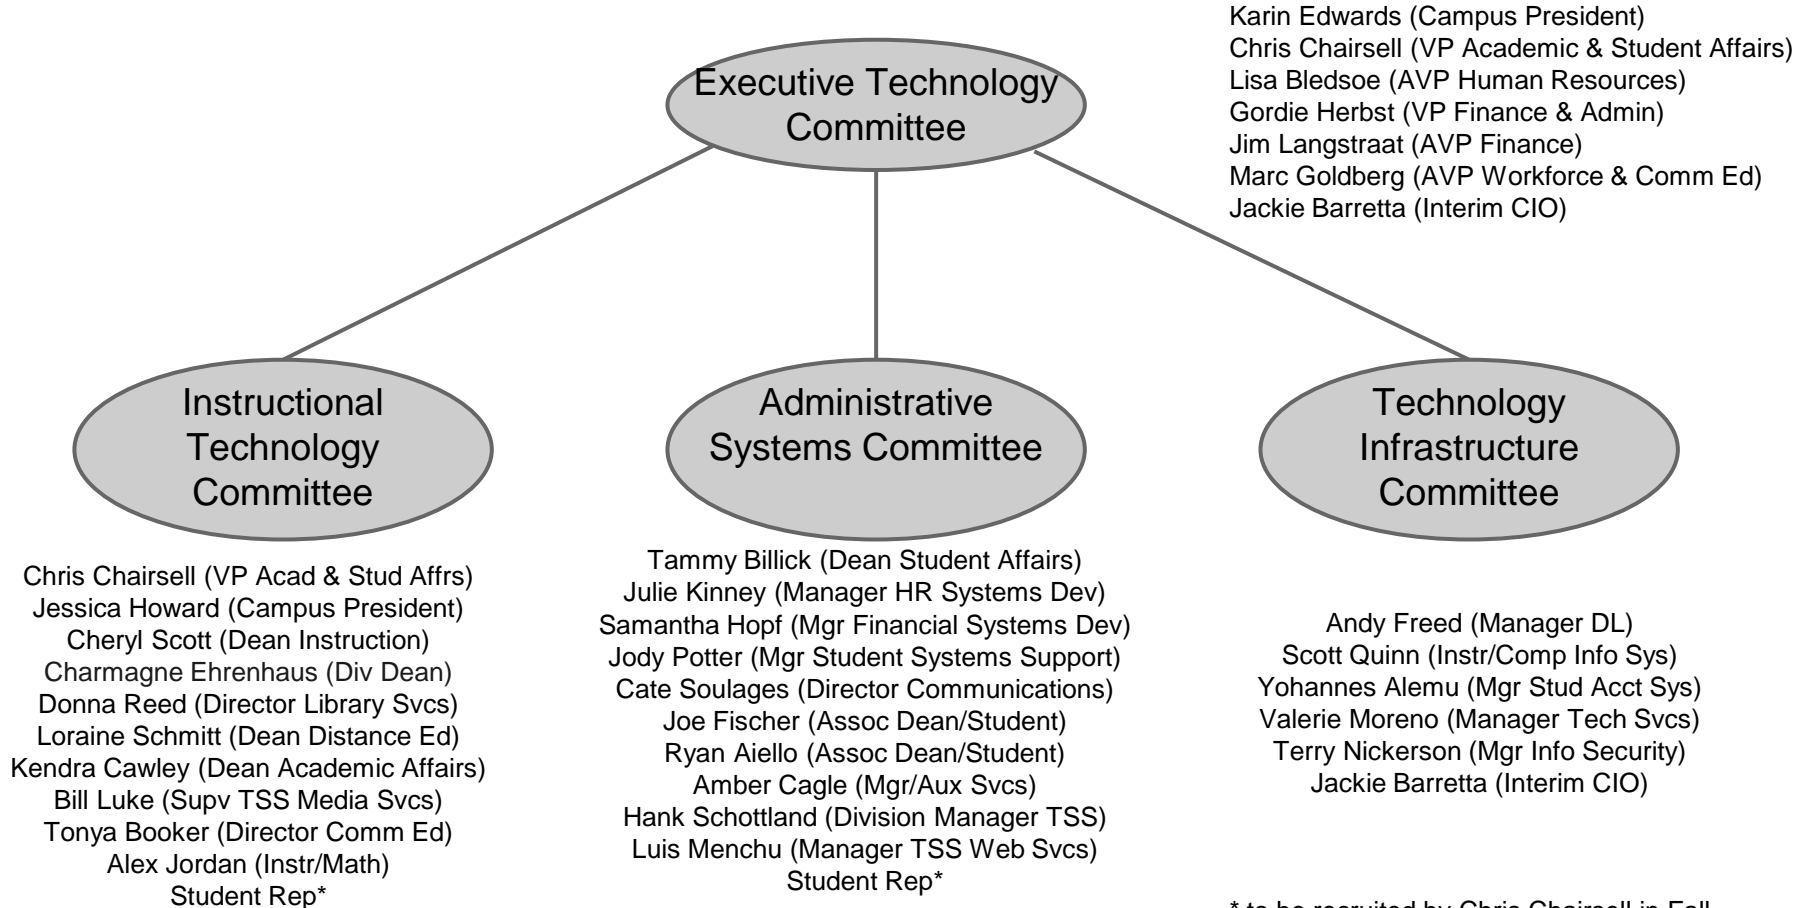 Karin Edwards (Campus President)
Chris Chairsell (VP Academic & Student Affairs)
Lisa Bledsoe (AVP Human Resources)
Gordie Herbst (VP Finance & Admin)
Jim Langstraat (AVP Finance)
Marc Goldberg (AVP Workforce & Comm Ed)
Jackie Barretta (Interim CIO)
Executive Technology
Committee
Instructional
Technology
Committee
Chris Chairsell (VP Acad & Stud Affrs)
Jessica Howard (Campus President)
Cheryl Scott (Dean Instruction)
Charmagne Ehrenhaus (Div Dean)
Donna Reed (Director Library Svcs)
Loraine Schmitt (Dean Distance Ed)
Kendra Cawley (Dean Academic Affairs)
Bill Luke (Supv TSS Media Svcs)
Tonya Booker (Director Comm Ed)
Alex Jordan (Instr/Math)
Student Rep*
Administrative
Systems Committee
Tammy Billick (Dean Student Affairs)
Julie Kinney (Manager HR Systems Dev)
Samantha Hopf (Mgr Financial Systems Dev)
Jody Potter (Mgr Student Systems Support)
Cate Soulages (Director Communications)
Joe Fischer (Assoc Dean/Student)
Ryan Aiello (Assoc Dean/Student)
Amber Cagle (Mgr/Aux Svcs)
Hank Schottland (Division Manager TSS)
Luis Menchu (Manager TSS Web Svcs)
Student Rep*
Technology
Infrastructure
Committee
Andy Freed (Manager DL)
Scott Quinn (Instr/Comp Info Sys)
Yohannes Alemu (Mgr Stud Acct Sys)
Valerie Moreno (Manager Tech Svcs)
Terry Nickerson (Mgr Info Security)
Jackie Barretta (Interim CIO)
* to be recruited by Chris Chairsell in Fall